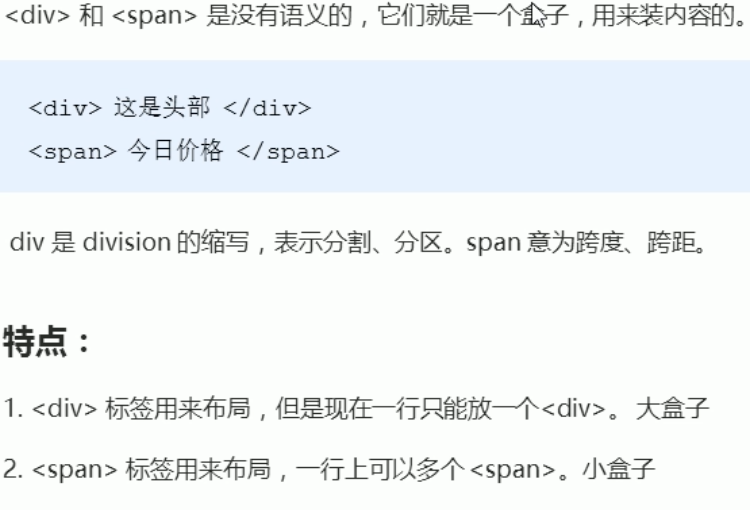 <div> 和 <span> 是没有语义的，它们就是一个盒子，用来装内容的。
<div> 这是头部 </div>
<span> 今日价格 </span>
div 是 division 的缩写，表示分割、分区。span 意为跨度、跨距。
特点：
1. <div> 标签用来布局，但是现在一行只能放一个<div>。 大盒子
2. <span> 标签用来布局，一行上可以多个 <span>。小盒子